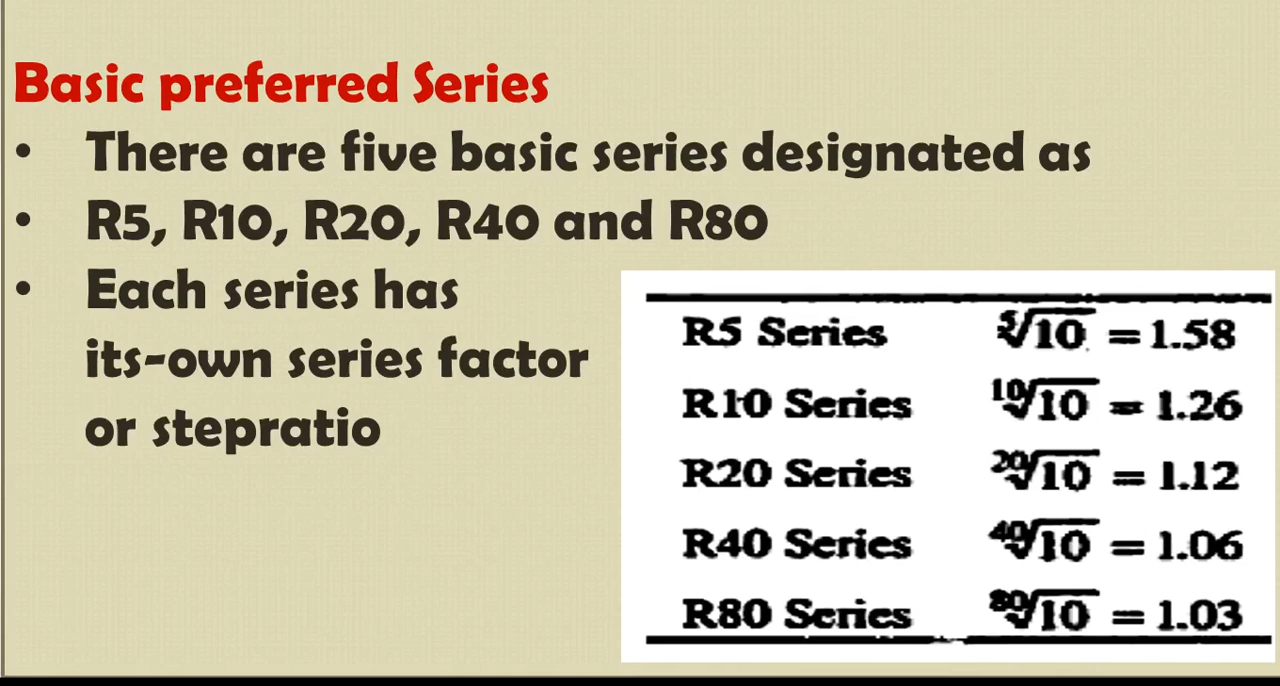 Basic preferred Series
• There are five basic series designated as
• R5, R10, R20, R40 and R80
• Each series has
its-own series factor
or stepratio
R5 Series ⁵√10 = 1.58
R10 Series ¹⁰√10 = 1.26
R20 Series ²⁰√10 = 1.12
R40 Series ⁴⁰√10 = 1.06
R80 Series ⁸⁰√10 = 1.03